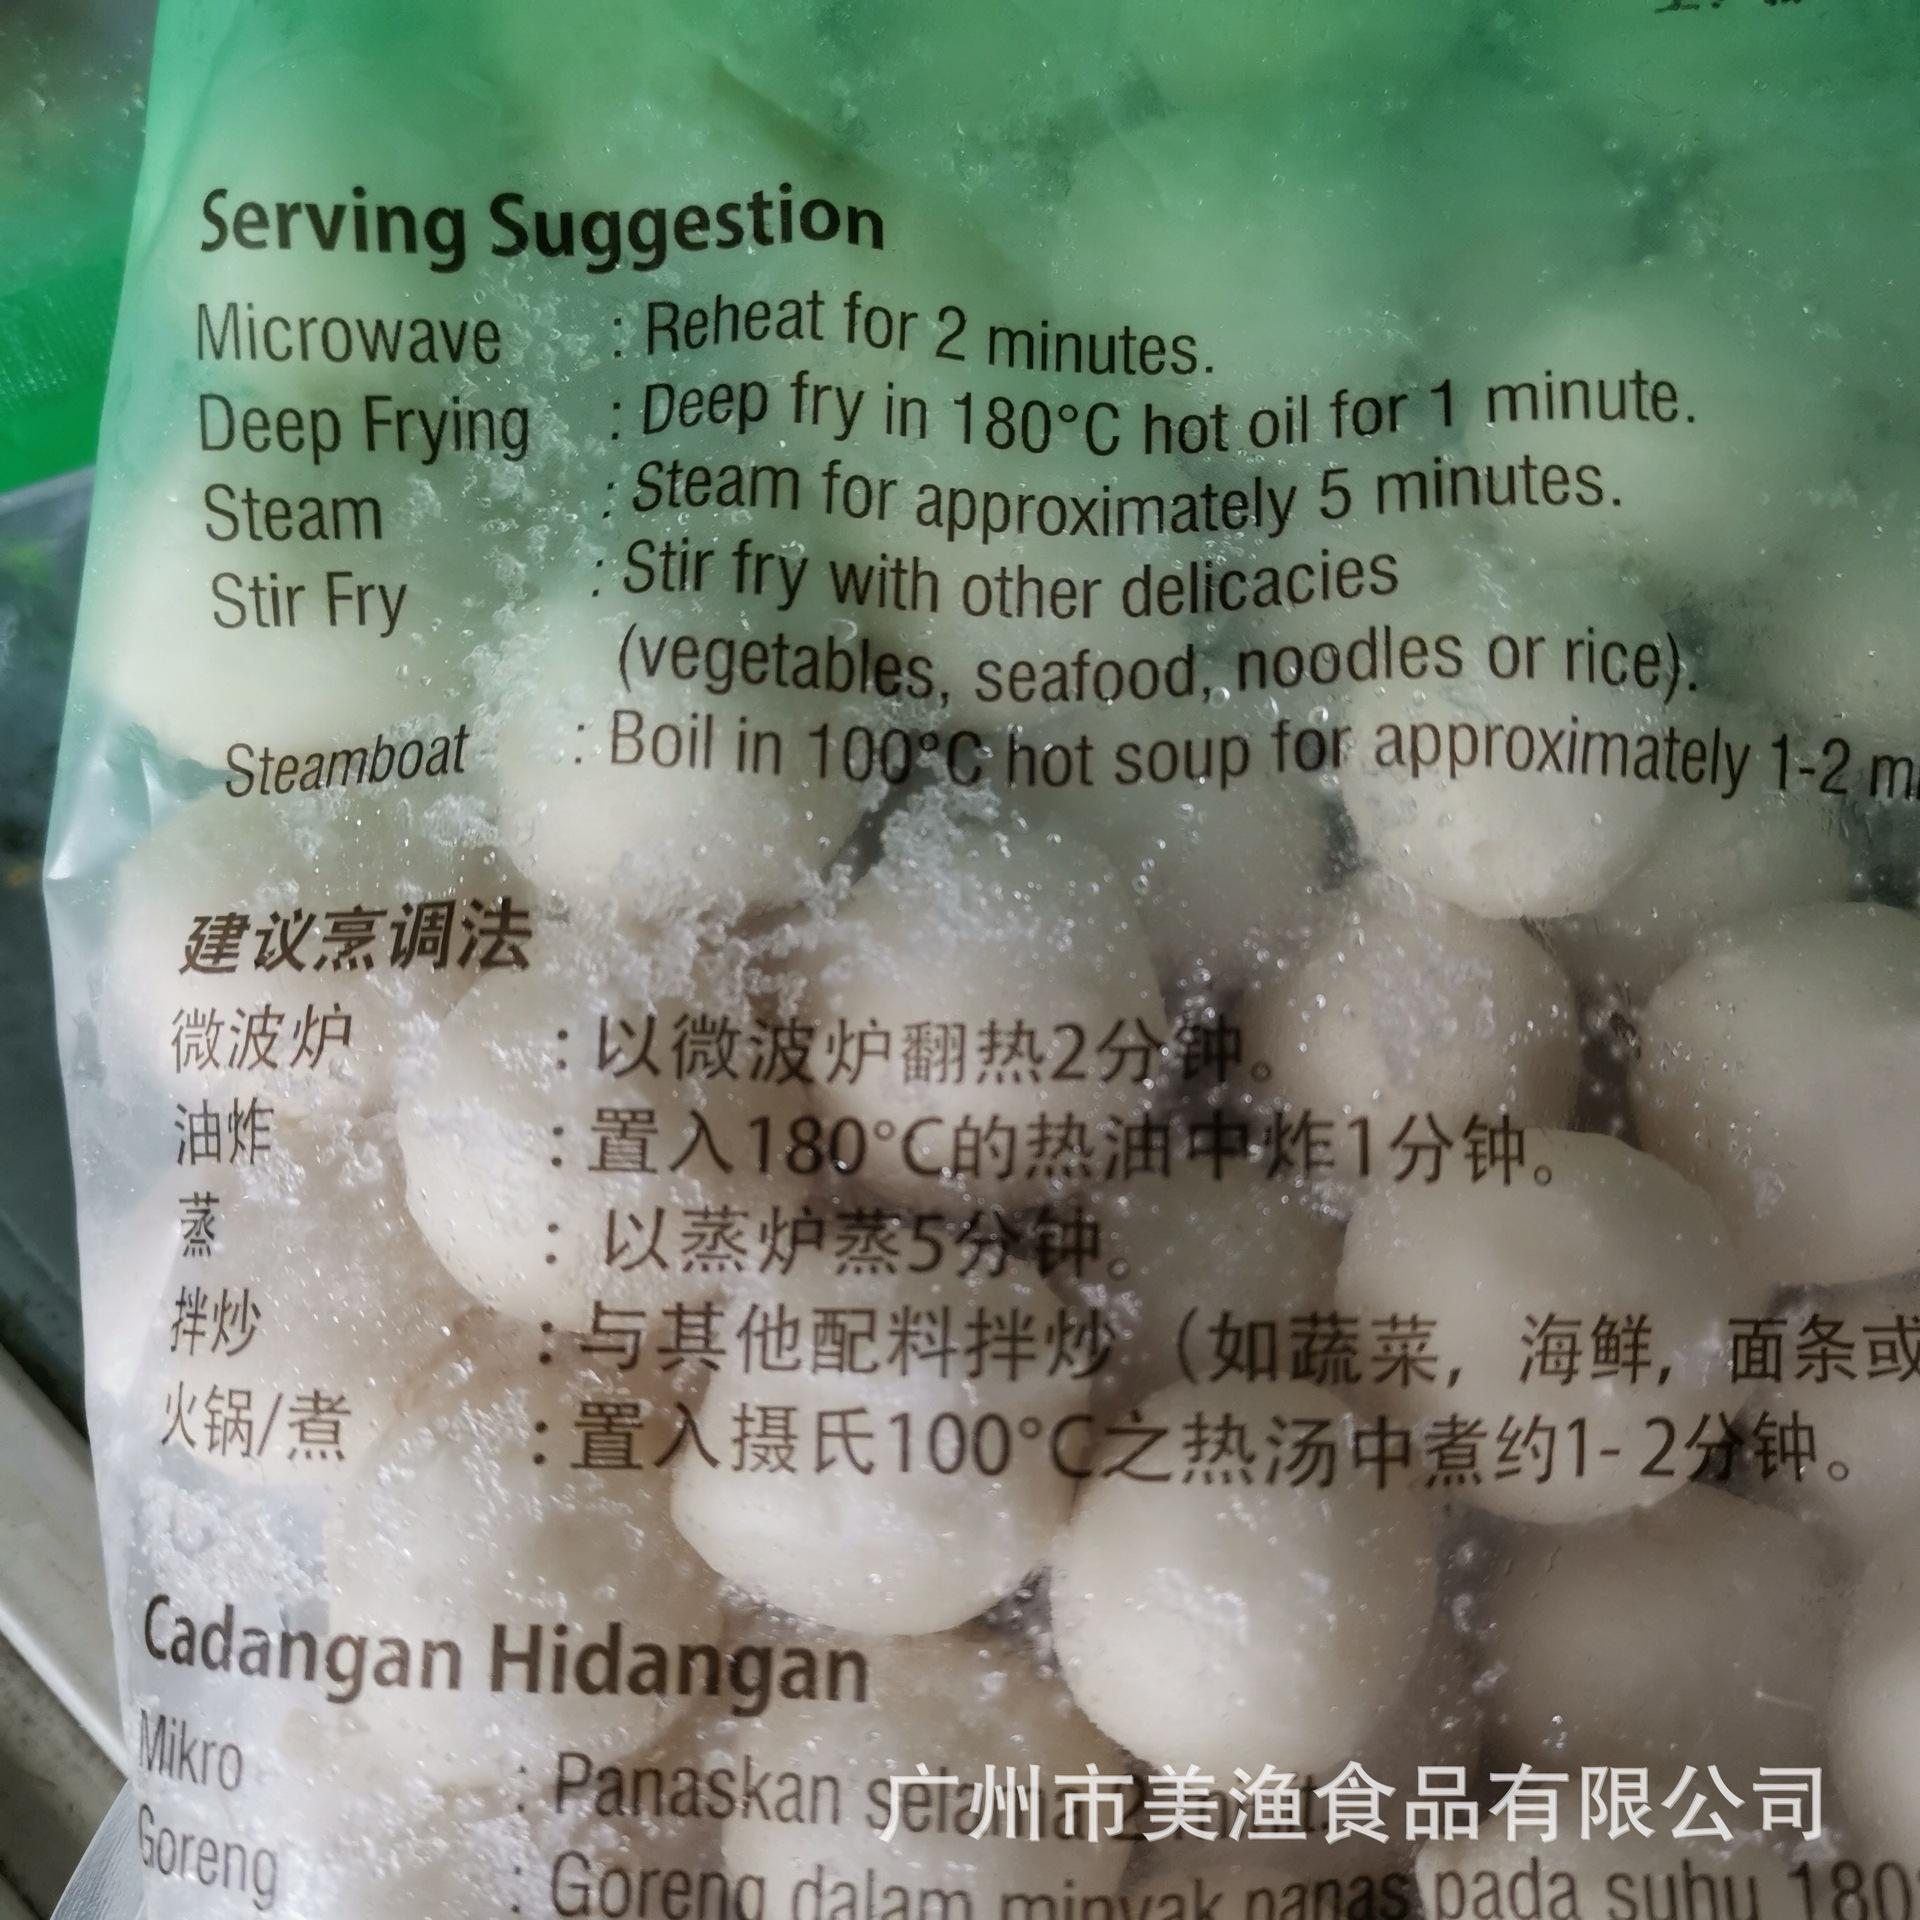 Serving Suggestion
Microwave : Reheat for 2 minutes.
Deep Frying : Deep fry in 180°C hot oil for 1 minute.
Steam : Steam for approximately 5 minutes.
Stir Fry : Stir fry with other delicacies
(vegetables, seafood, noodles or rice).
Steamboat : Boil in 100°C hot soup for approximately 1-2
建议烹调法
微波炉 : 以微波炉翻热2分钟。
油炸 : 置入180°C的热油中炸1分钟。
蒸 : 以蒸炉蒸5分钟。
拌炒 : 与其他配料拌炒（如蔬菜, 海鲜, 面条或
火锅/煮 : 置入摄氏100°C之热汤中煮约1- 2分钟。
Cadangan Hidangan
Mikro : Panaskan selama 2
广州市美渔食品有限公司
Goreng : Goreng dalam minyak panas pada suhu 180